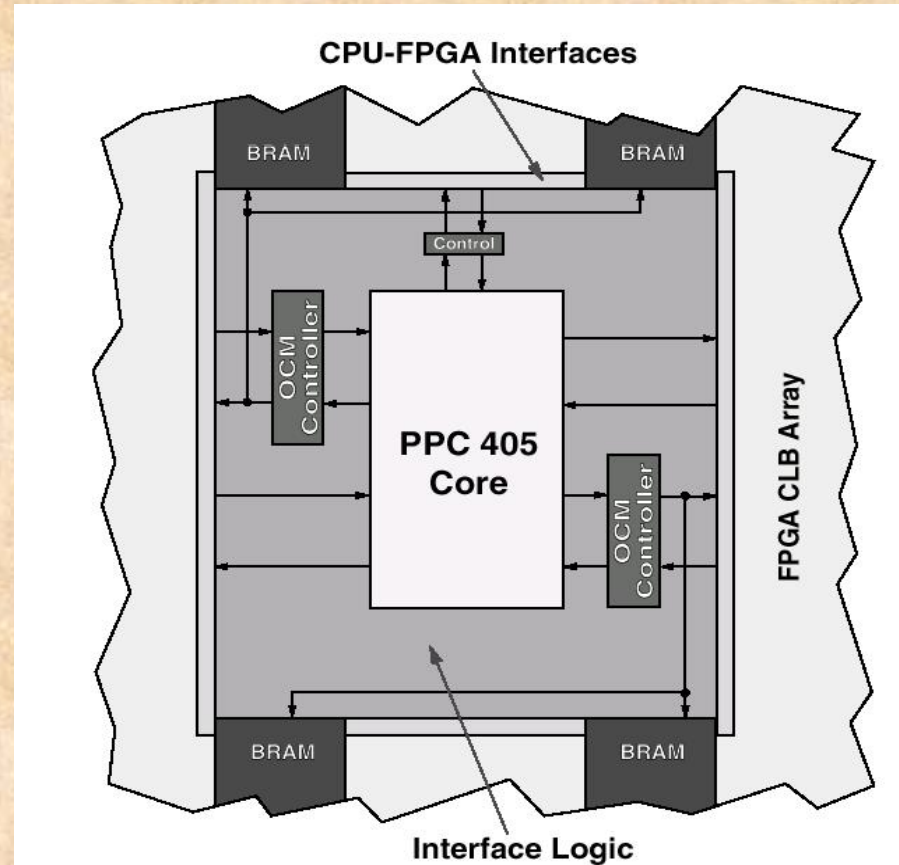 CPU-FPGA Interfaces
BRAM
BRAM
Control
OCM
Controller
PPC 405
Core
OCM
Controller
FPGA CLB Array
BRAM
BRAM
Interface Logic